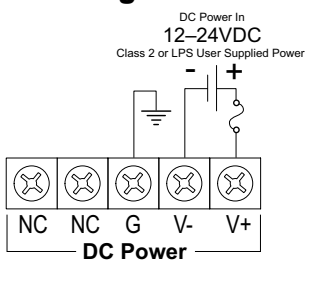 DC Power In
12–24VDC
Class 2 or LPS User Supplied Power
- +
NC NC G V- V+
DC Power